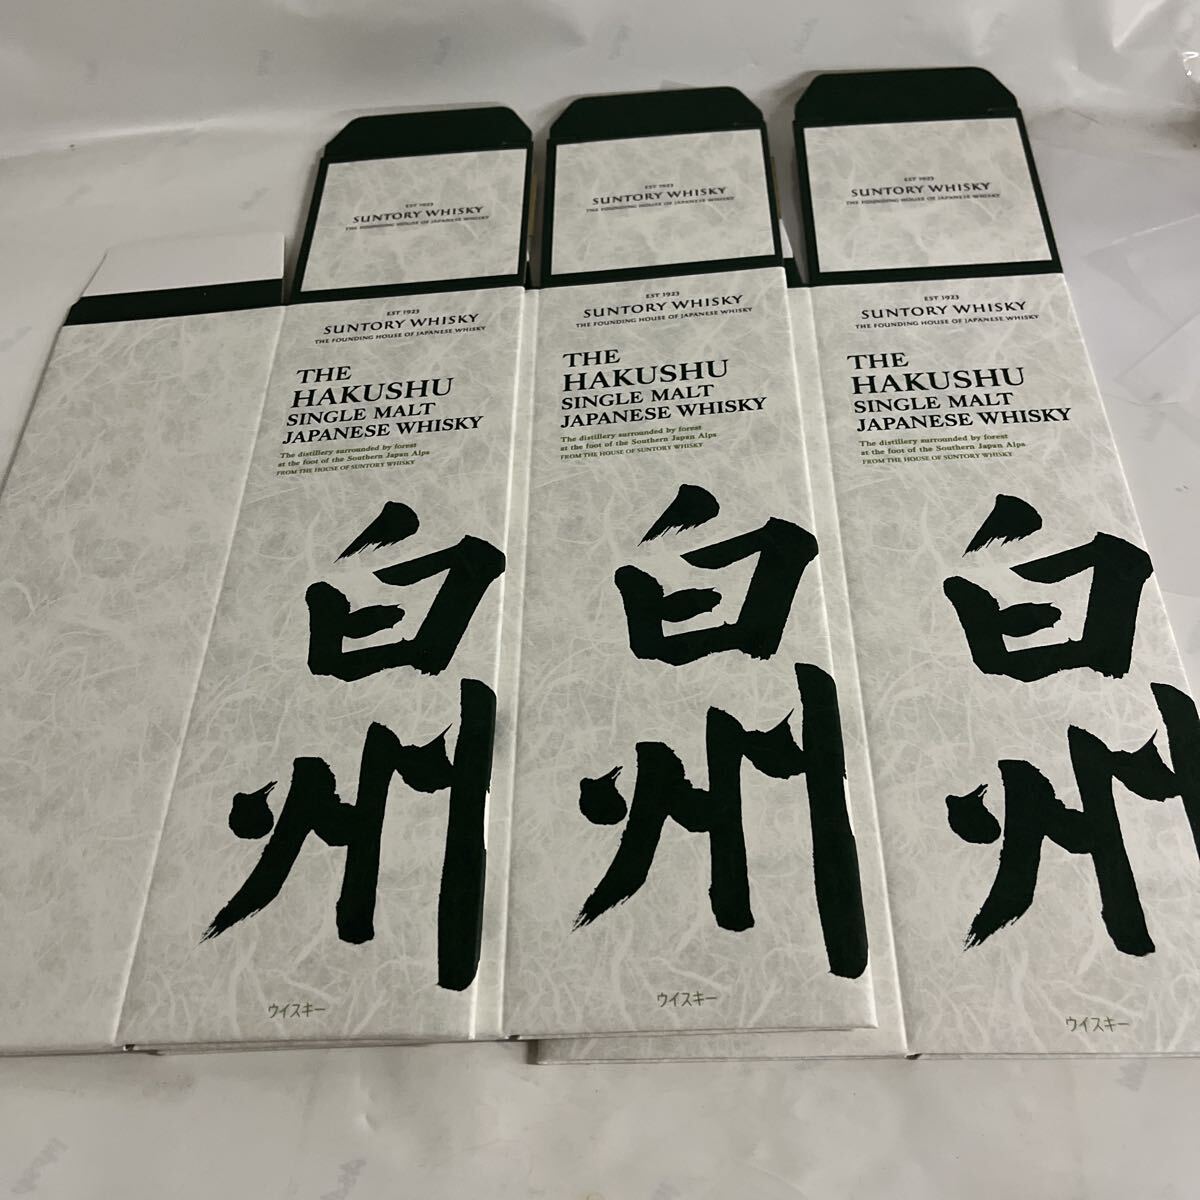 EST 1923
SUNTORY WHISKY
THE FOUNDING HOUSE OF JAPANESE WHISKY
EST 1923
SUNTORY WHISKY
THE FOUNDING HOUSE OF JAPANESE WHISKY
THE
HAKUSHU
SINGLE MALT
JAPANESE WHISKY
The distillery surrounded by forest
at the foot of the Southern Japan Alps
FROM THE HOUSE OF SUNTORY WHISKY
白
州
ウイスキー
EST 1923
SUNTORY WHISKY
THE FOUNDING HOUSE OF JAPANESE WHISKY
EST 1923
SUNTORY WHISKY
THE FOUNDING HOUSE OF JAPANESE WHISKY
THE
HAKUSHU
SINGLE MALT
JAPANESE WHISKY
The distillery surrounded by forest
at the foot of the Southern Japan Alps
FROM THE HOUSE OF SUNTORY WHISKY
白
州
ウイスキー
EST 1923
SUNTORY WHISKY
THE FOUNDING HOUSE OF JAPANESE WHISKY
EST 1923
SUNTORY WHISKY
THE FOUNDING HOUSE OF JAPANESE WHISKY
THE
HAKUSHU
SINGLE MALT
JAPANESE WHISKY
The distillery surrounded by forest
at the foot of the Southern Japan Alps
FROM THE HOUSE OF SUNTORY WHISKY
白
州
ウイスキー